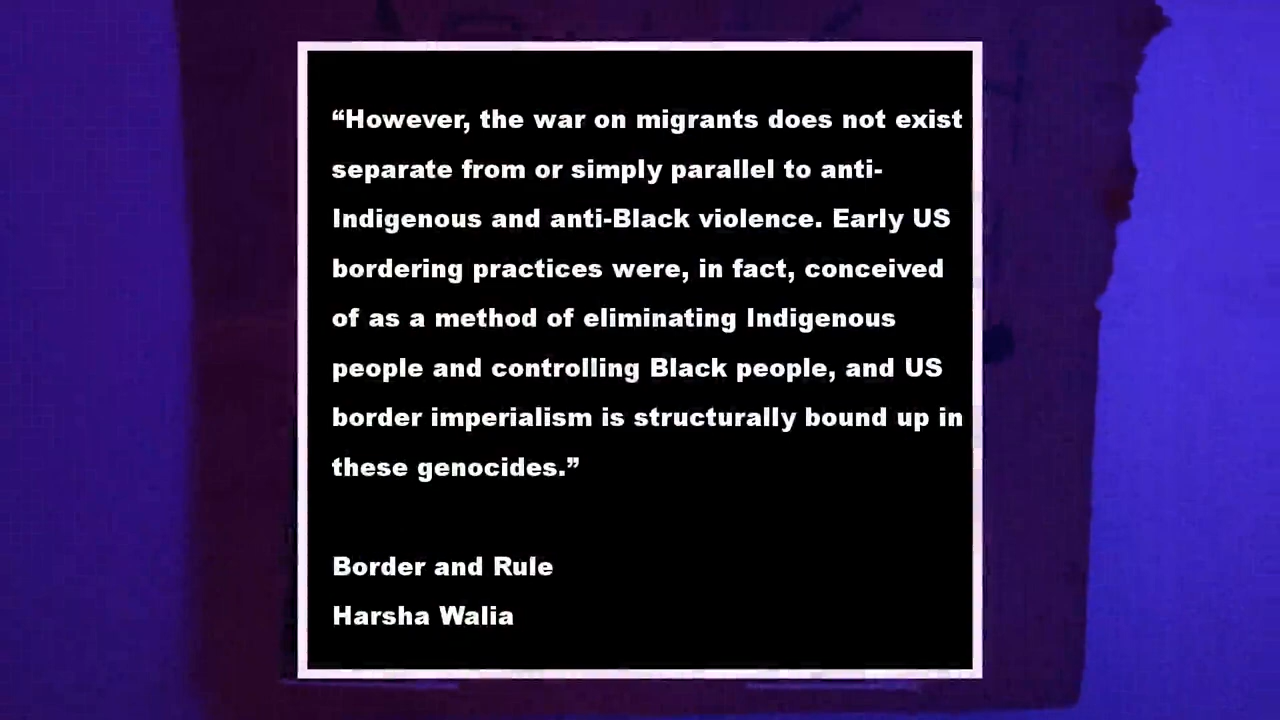 “However, the war on migrants does not exist
separate from or simply parallel to anti-
Indigenous and anti-Black violence. Early US
bordering practices were, in fact, conceived
of as a method of eliminating Indigenous
people and controlling Black people, and US
border imperialism is structurally bound up in
these genocides.”
Border and Rule
Harsha Walia